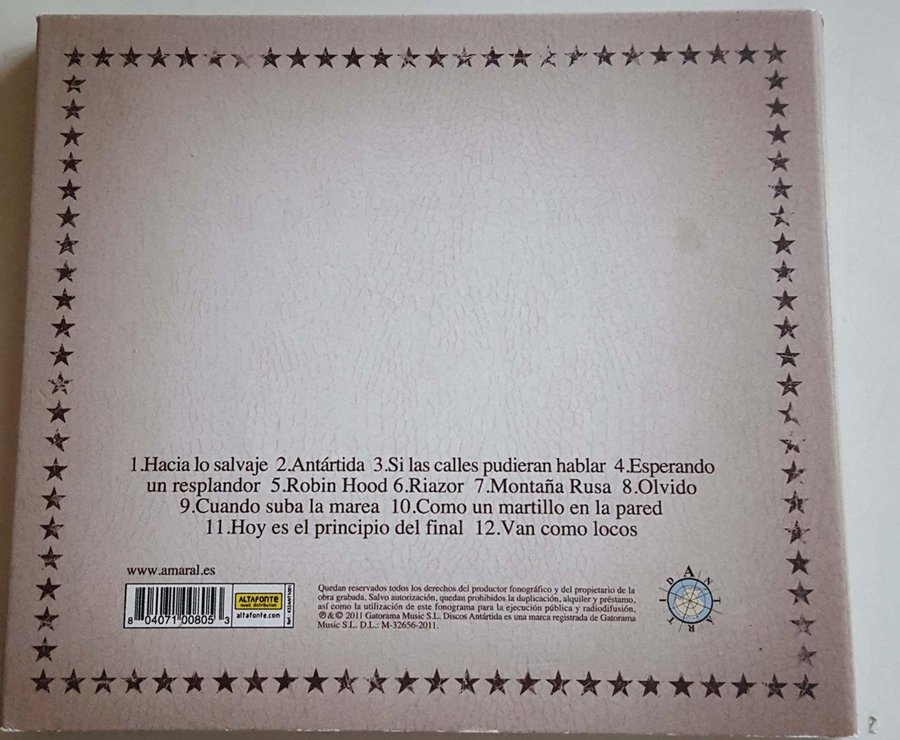 1.Hacia lo salvaje 2.Antártida 3.Si las calles pudieran hablar 4.Esperando
un resplandor 5.Robin Hood 6.Riazor 7.Montaña Rusa 8.Olvido
9.Cuando suba la marea 10.Como un martillo en la pared
11.Hoy es el principio del final 12.Van como locos
www.amaral.es
8 04071 00805 3
ALTAFONTE
music distribution
altafonte.com
Quedan reservados todos los derechos del productor fonográfico y del propietario de la
obra grabada. Salvo autorización, quedan prohibidos la duplicación, alquiler y préstamo,
así como la utilización de este fonograma para la ejecución pública y radiodifusión,
℗ & © 2011 Gatorama Music S.L. Discos Antártida es una marca registrada de Gatorama
Music S.L. D.L.: M-32656-2011.
ANTARTIDA